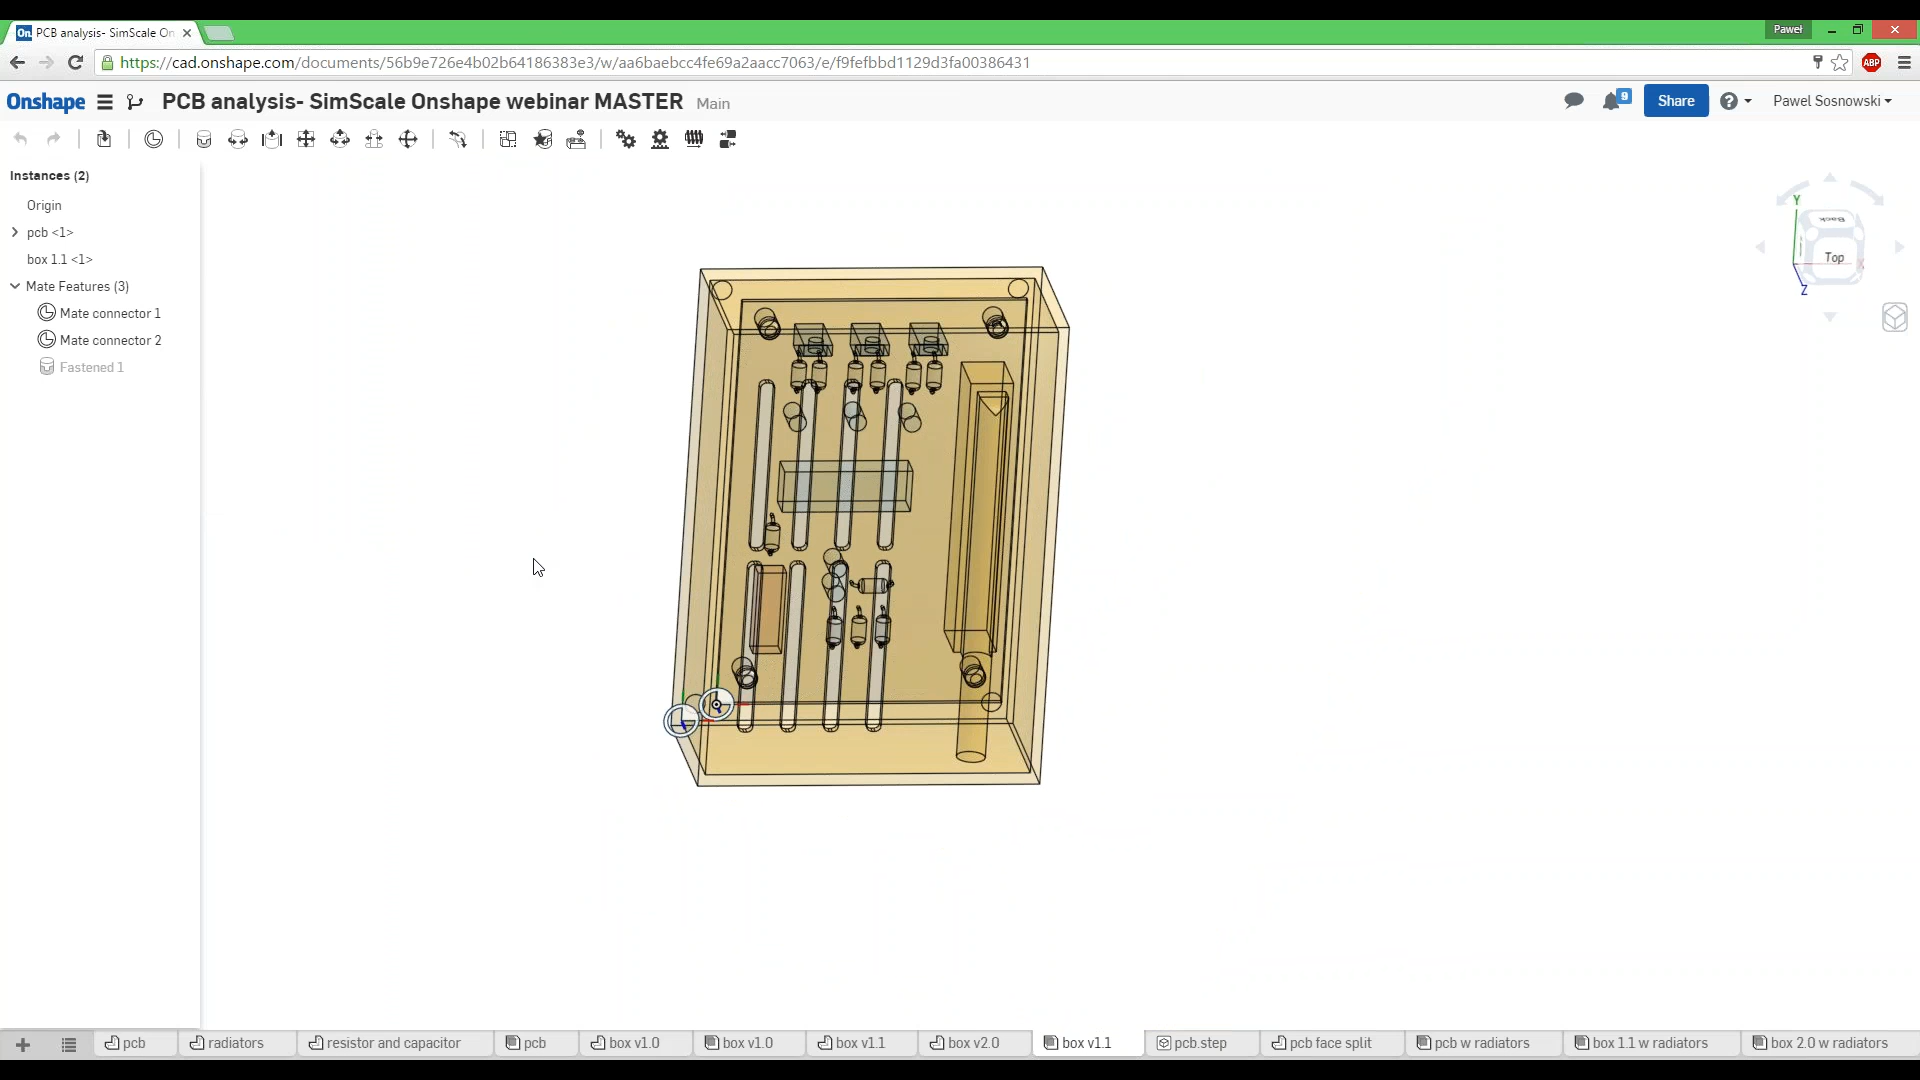 PCB analysis- SimScale On
Paweł
https://cad.onshape.com/documents/56b9e726e4b02b64186383e3/w/aa6baebcc4fe69a2aacc7063/e/f9fefbbd1129d3fa00386431
ABP
Onshape PCB analysis- SimScale Onshape webinar MASTER Main
9 Share Pawel Sosnowski
Instances (2)
Origin
pcb <1>
box 1.1 <1>
Mate Features (3)
Mate connector 1
Mate connector 2
Fastened 1
Y
Back
Top
X
Z
pcb radiators resistor and capacitor pcb box v1.0 box v1.0 box v1.1 box v2.0 box v1.1 pcb.step pcb face split pcb w radiators box 1.1 w radiators box 2.0 w radiators